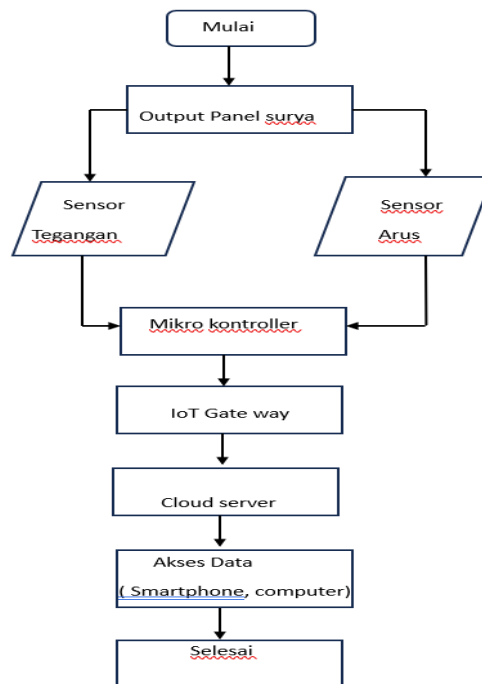 Mulai
Output Panel surya
Sensor
Tegangan
Sensor
Arus
Mikro kontroller
IoT Gate way
Cloud server
Akses Data
( Smartphone, computer)
Selesai